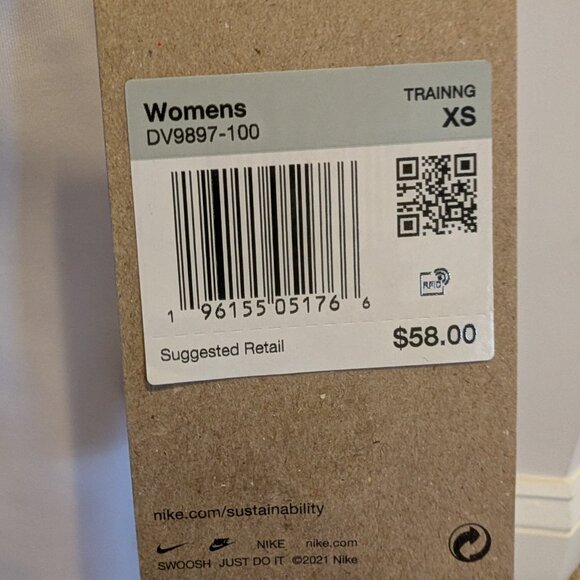 Womens
TRAINNG
DV9897-100
XS
1 96155 05176 6
RFID
Suggested Retail
$58.00
nike.com/sustainability
NIKE nike.com
SWOOSH JUST DO IT ©2021 Nike